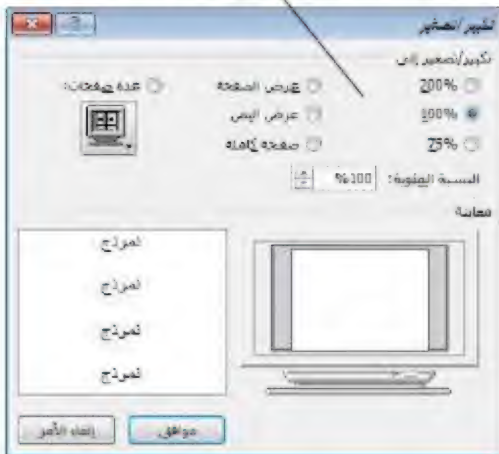 تكبير/تصغير
تكبير/تصغير إلى
200% عرض الصفحة عدة صفحات:
100% عرض النص
75% صفحة كاملة
النسبة المئوية: 100%
معاينة
نموذج
نموذج
نموذج
نموذج
موافق إلغاء الأمر